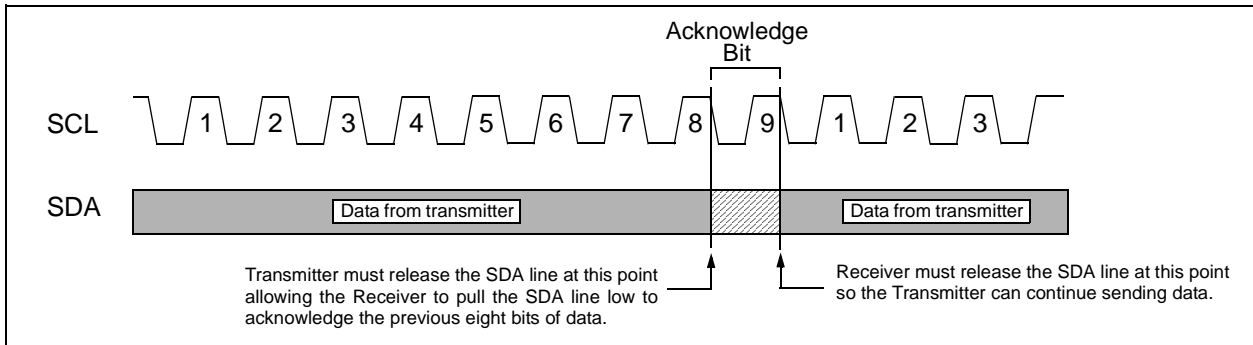 Acknowledge
Bit
SCL
1 2 3 4 5 6 7 8 9 1 2 3
SDA
Data from transmitter
Data from transmitter
Transmitter must release the SDA line at this point
allowing the Receiver to pull the SDA line low to
acknowledge the previous eight bits of data.
Receiver must release the SDA line at this point
so the Transmitter can continue sending data.